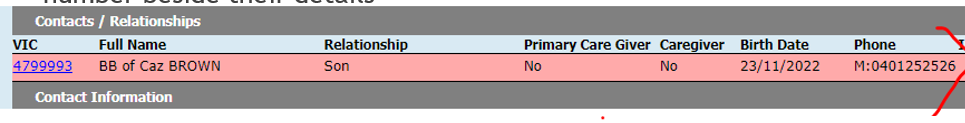 number beside their details
Contacts / Relationships
VIC Full Name Relationship Primary Care Giver Caregiver Birth Date Phone
4799993 BB of Caz BROWN Son No No 23/11/2022 M:0401252526
Contact Information